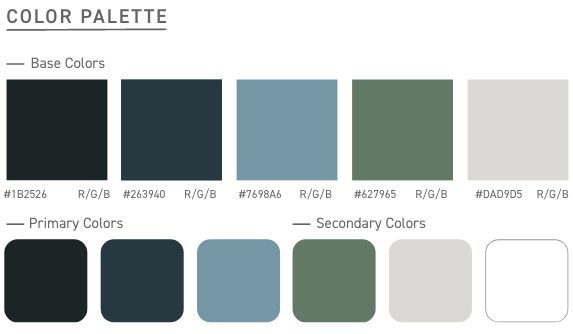 COLOR PALETTE
— Base Colors
#1B2526 R/G/B #263940 R/G/B #7698A6 R/G/B #627965 R/G/B #DAD9D5 R/G/B
— Primary Colors — Secondary Colors